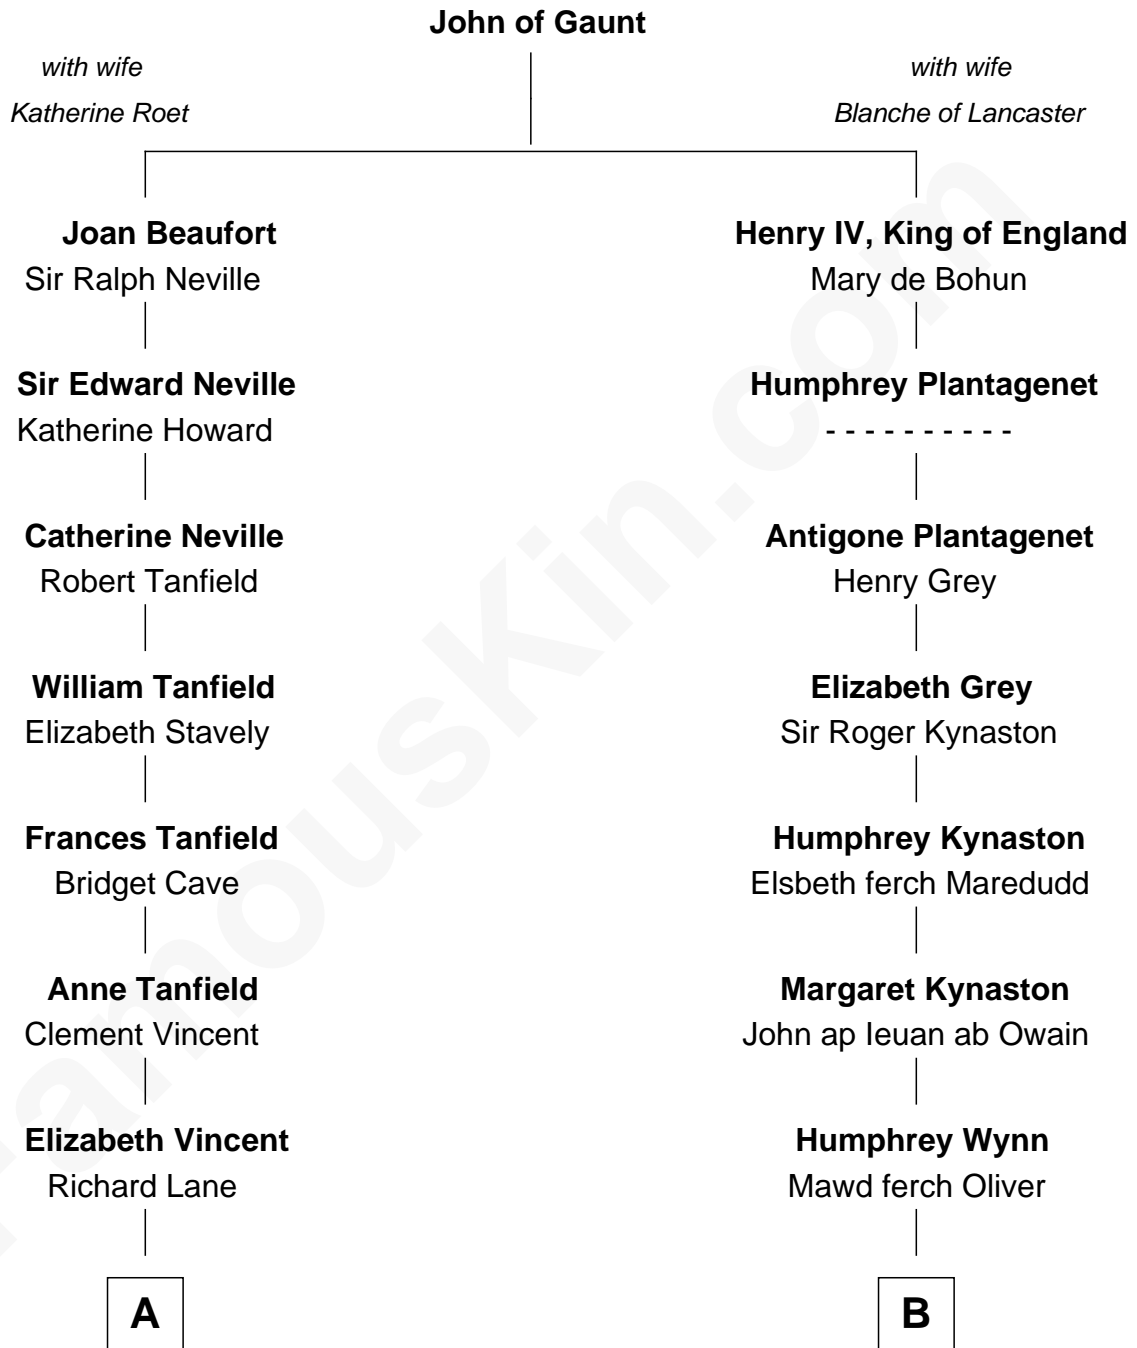 John of Gaunt
with wife
Katherine Roet
with wife
Blanche of Lancaster
Joan Beaufort
Sir Ralph Neville
Henry IV, King of England
Mary de Bohun
Sir Edward Neville
Katherine Howard
Humphrey Plantagenet
- - - - - - - - - -
Catherine Neville
Robert Tanfield
Antigone Plantagenet
Henry Grey
William Tanfield
Elizabeth Stavely
Elizabeth Grey
Sir Roger Kynaston
Frances Tanfield
Bridget Cave
Humphrey Kynaston
Elsbeth ferch Maredudd
Anne Tanfield
Clement Vincent
Margaret Kynaston
John ap Ieuan ab Owain
Elizabeth Vincent
Richard Lane
Humphrey Wynn
Mawd ferch Oliver
A
B
FamousKin.com